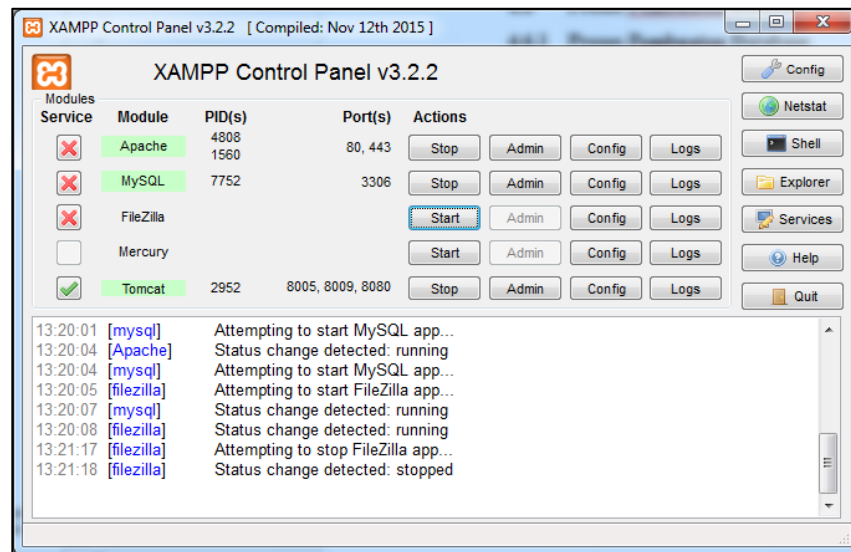 XAMPP Control Panel v3.2.2 [ Compiled: Nov 12th 2015 ]
XAMPP Control Panel v3.2.2
Config
Modules
Service Module PID(s) Port(s) Actions
Netstat
Apache 4808 1560 80, 443 Stop Admin Config Logs
Shell
MySQL 7752 3306 Stop Admin Config Logs
Explorer
FileZilla Start Admin Config Logs
Services
Mercury Start Admin Config Logs
Help
Tomcat 2952 8005, 8009, 8080 Stop Admin Config Logs
Quit
13:20:01 [mysql] Attempting to start MySQL app...
13:20:04 [Apache] Status change detected: running
13:20:04 [mysql] Attempting to start MySQL app...
13:20:05 [filezilla] Attempting to start FileZilla app...
13:20:07 [mysql] Status change detected: running
13:20:08 [filezilla] Status change detected: running
13:21:17 [filezilla] Attempting to stop FileZilla app...
13:21:18 [filezilla] Status change detected: stopped